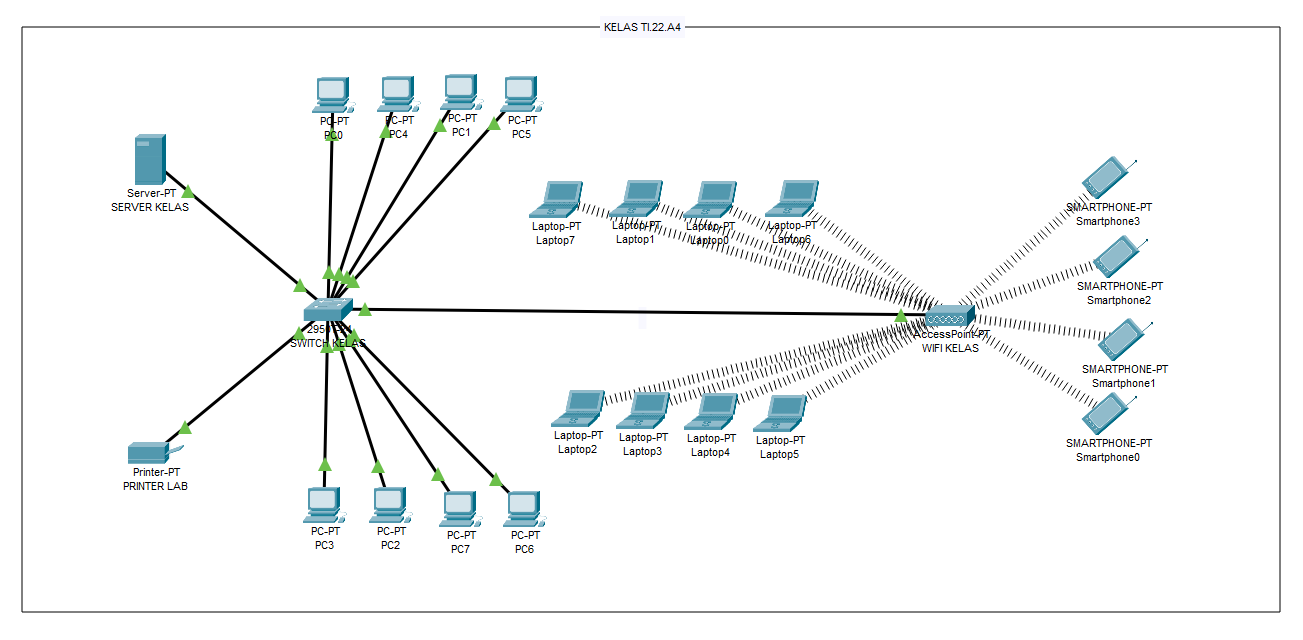 KELAS TI.22.A4
PC-PT
PC0
PC-PT
PC4
PC-PT
PC1
PC-PT
PC5
Server-PT
SERVER KELAS
Laptop-PT
Laptop7
Laptop-PT
Laptop1
Laptop-PT
Laptop0
Laptop-PT
Laptop6
SMARTPHONE-PT
Smartphone3
SMARTPHONE-PT
Smartphone2
SWITCH KELAS
AccessPoint-PT
WIFI KELAS
SMARTPHONE-PT
Smartphone1
Laptop-PT
Laptop2
Laptop-PT
Laptop3
Laptop-PT
Laptop4
Laptop-PT
Laptop5
SMARTPHONE-PT
Smartphone0
Printer-PT
PRINTER LAB
PC-PT
PC3
PC-PT
PC2
PC-PT
PC7
PC-PT
PC6